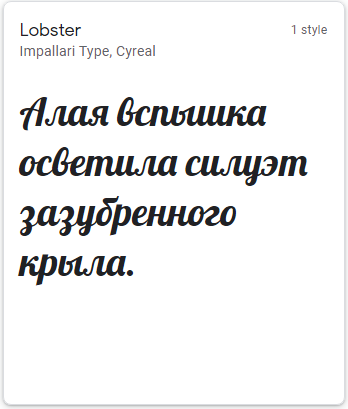 Lobster
1 style
Impallari Type, Cyreal
Алая вспышка
осветила силуэт
зазубренного
крыла.